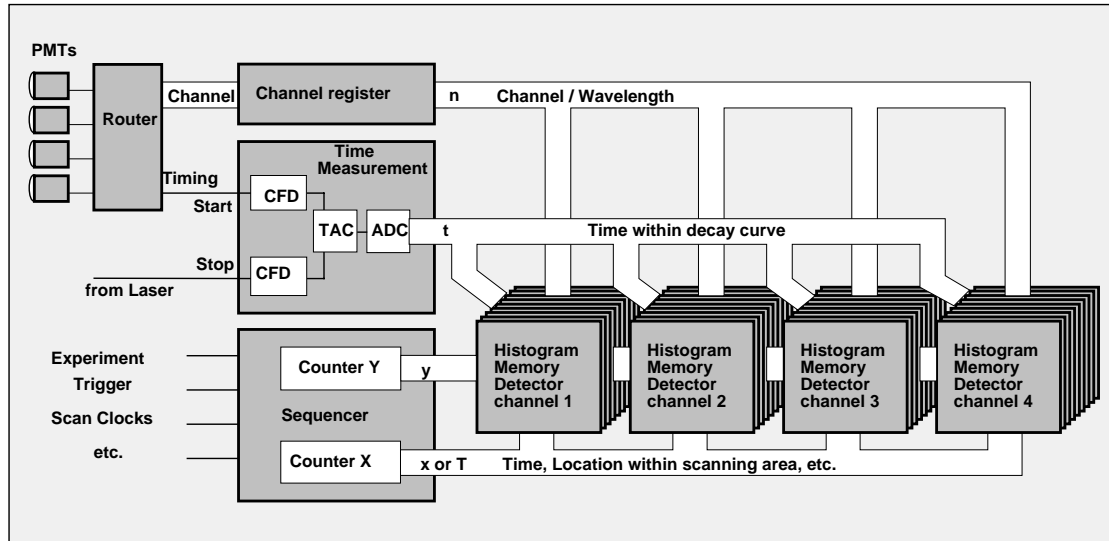 PMTs
Router
Channel
Channel register
n
Channel / Wavelength
Time
Measurement
Timing
Start
CFD
TAC
ADC
t
Time within decay curve
Stop
CFD
from Laser
Experiment
Trigger
Scan Clocks
etc.
Counter Y
y
Sequencer
Counter X
x or T
Time, Location within scanning area, etc.
Histogram
Memory
Detector
channel 1
Histogram
Memory
Detector
channel 2
Histogram
Memory
Detector
channel 3
Histogram
Memory
Detector
channel 4